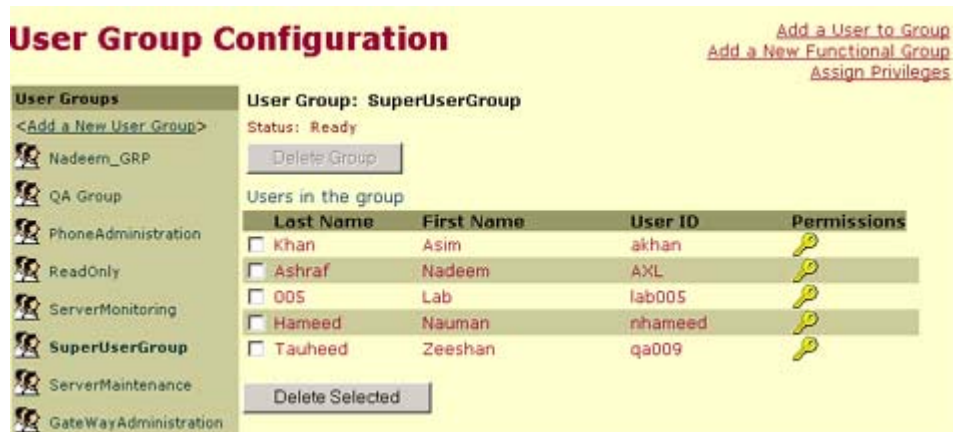 User Group Configuration
Add a User to Group
Add a New Functional Group
Assign Privileges
User Groups
<Add a New User Group>
Nadeem_GRP
QA Group
PhoneAdministration
ReadOnly
ServerMonitoring
SuperUserGroup
ServerMaintenance
GateWayAdministration
User Group: SuperUserGroup
Status: Ready
Delete Group
Users in the group
Last Name First Name User ID Permissions
Khan Asim akhan
Ashraf Nadeem AXL
005 Lab lab005
Hameed Nauman nhameed
Tauheed Zeeshan qa009
Delete Selected